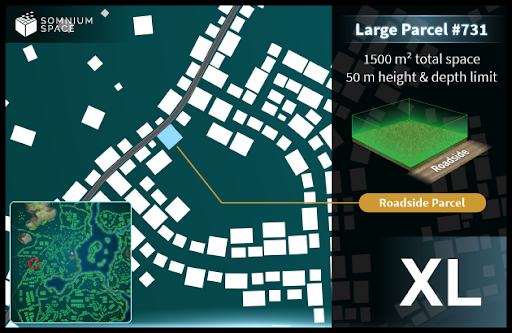 SOMNIUM
SPACE
Large Parcel #731
1500 m² total space
50 m height & depth limit
Roadside
Roadside Parcel
XL